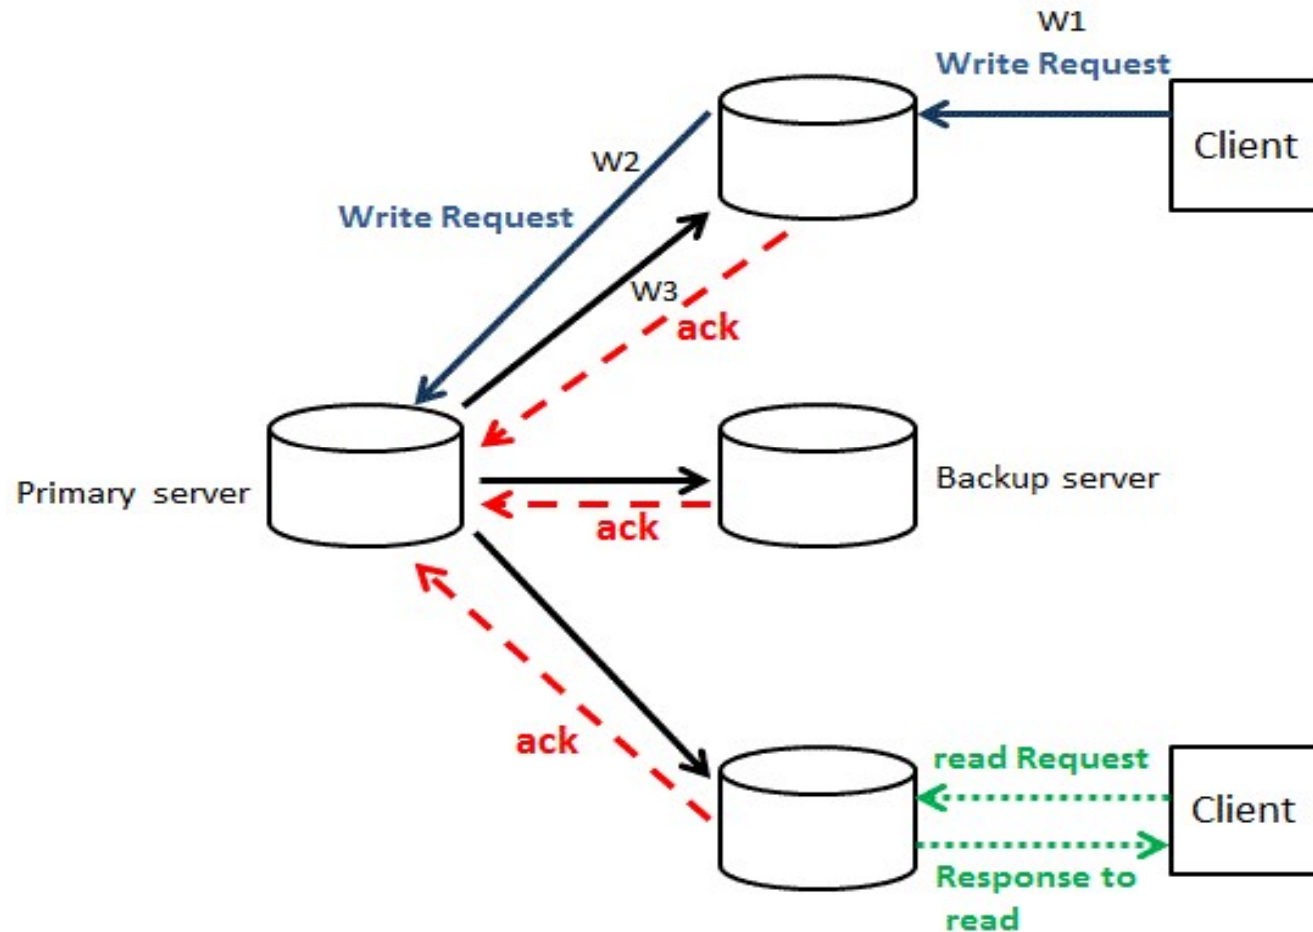 W1
Write Request
Client
W2
Write Request
W3
ack
Primary server
Backup server
ack
ack
read Request
Client
Response to
read